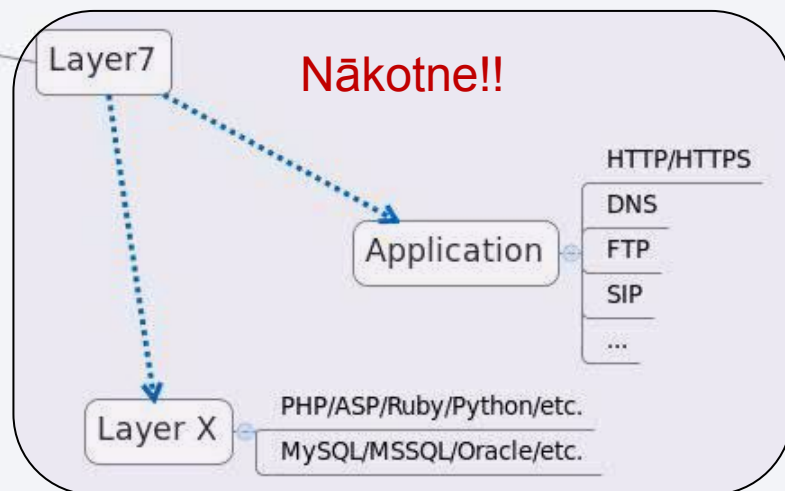 Layer7
Nākotne!!
Application
HTTP/HTTPS
DNS
FTP
SIP
...
Layer X
PHP/ASP/Ruby/Python/etc.
MySQL/MSSQL/Oracle/etc.